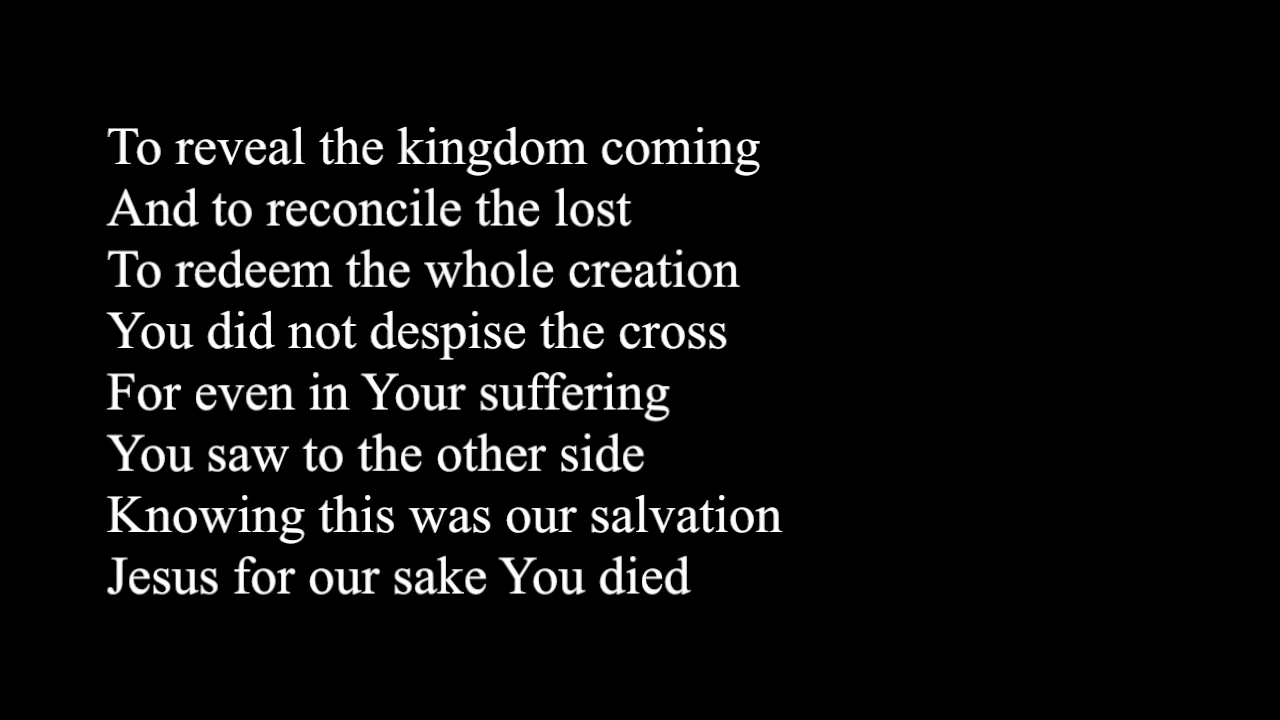 To reveal the kingdom coming
And to reconcile the lost
To redeem the whole creation
You did not despise the cross
For even in Your suffering
You saw to the other side
Knowing this was our salvation
Jesus for our sake You died